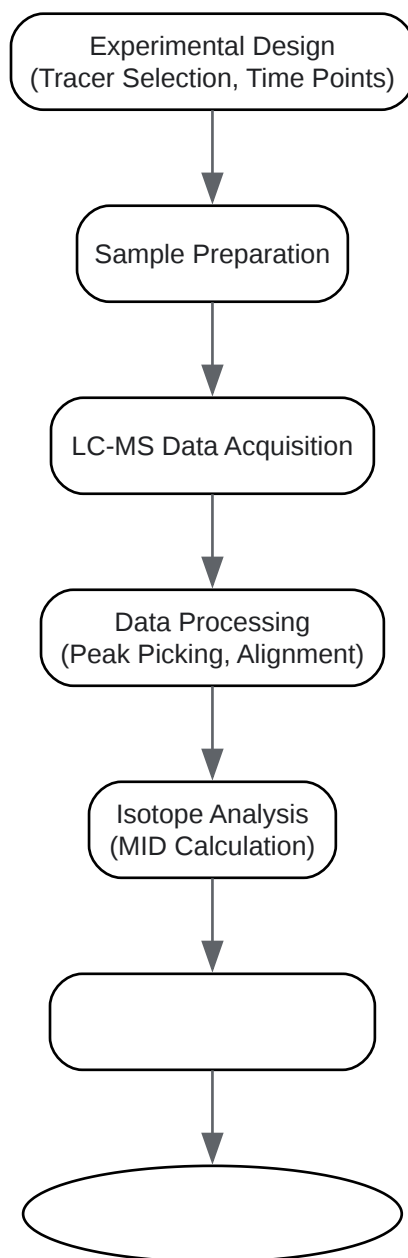 Experimental Design
(Tracer Selection, Time Points)
Sample Preparation
LC-MS Data Acquisition
Data Processing
(Peak Picking, Alignment)
Isotope Analysis
(MID Calculation)